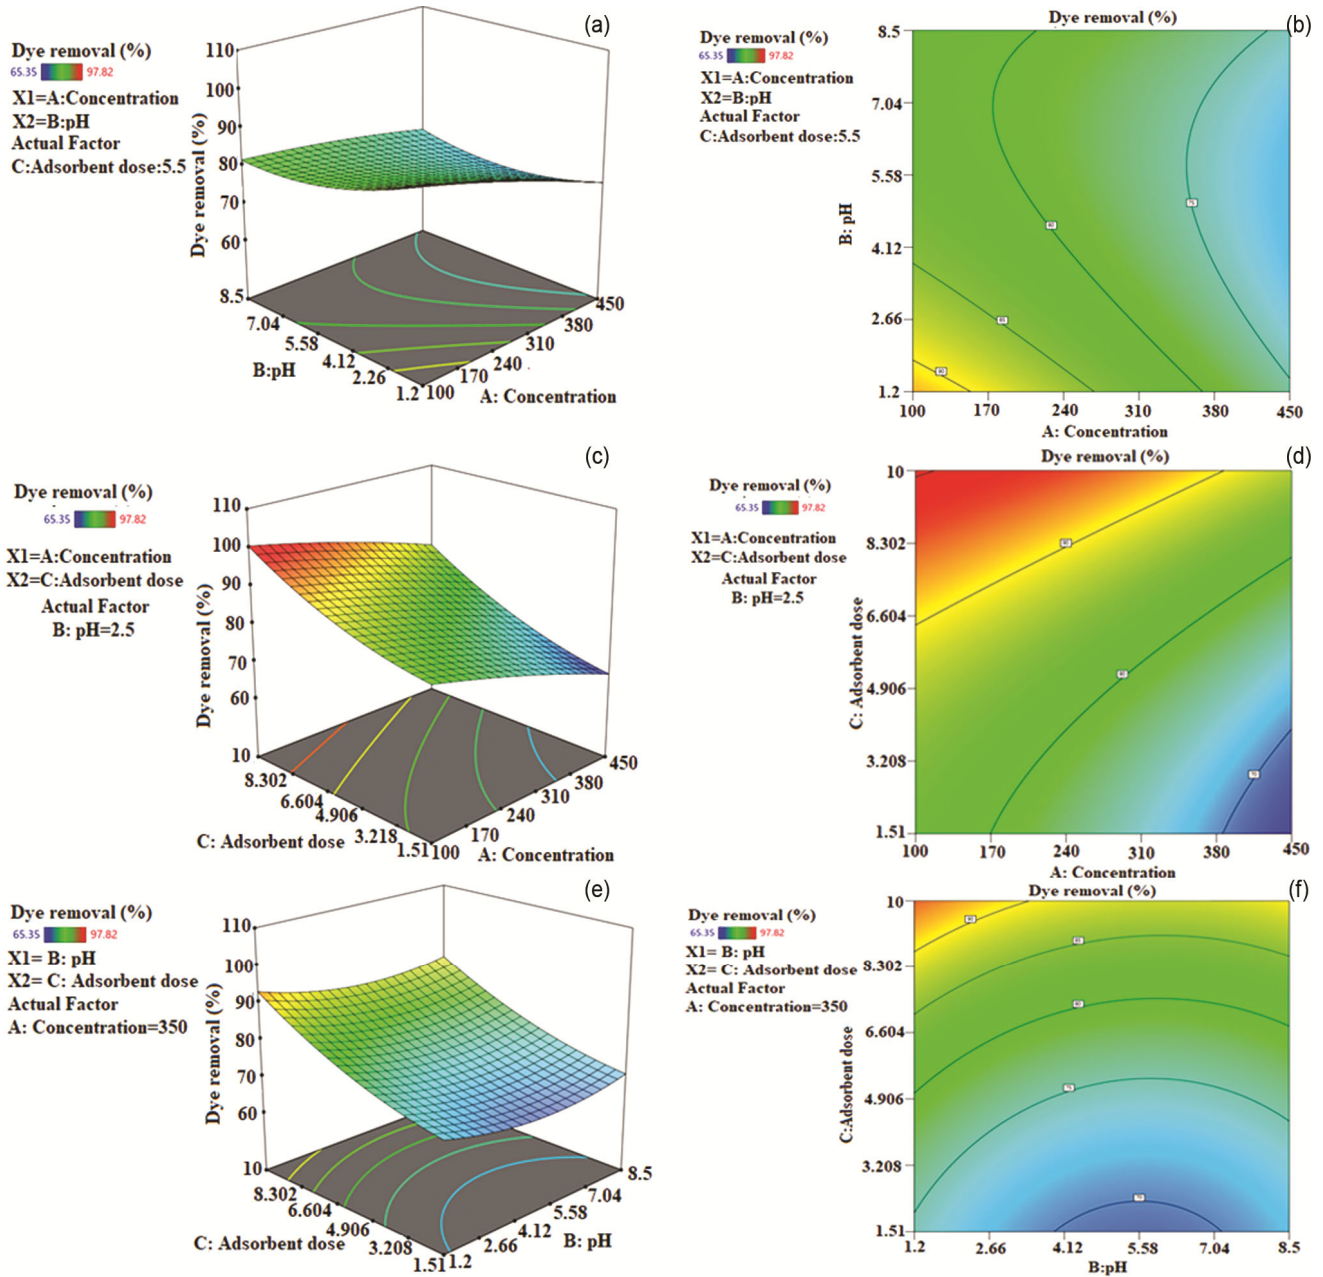 (a)
Dye removal (%)
65.35 97.82
X1=A:Concentration
X2=B:pH
Actual Factor
C:Adsorbent dose:5.5
Dye removal (%)
110
100
90
80
70
60
8.5
7.04
5.58
4.12
2.26
1.2
B:pH
100
170
240
310
380
450
A: Concentration
(b)
Dye removal (%)
Dye removal (%)
65.35 97.82
X1=A:Concentration
X2=B:pH
Actual Factor
C:Adsorbent dose:5.5
B: pH
8.5
7.04
5.58
4.12
2.66
1.2
80
75
85
90
100 170 240 310 380 450
A: Concentration
(c)
Dye removal (%)
65.35 97.82
X1=A:Concentration
X2=C:Adsorbent dose
Actual Factor
B: pH=2.5
Dye removal (%)
110
100
90
80
70
60
10
8.302
6.604
4.906
3.218
1.51
C: Adsorbent dose
100
170
240
310
380
450
A: Concentration
(d)
Dye removal (%)
Dye removal (%)
65.35 97.82
X1=A:Concentration
X2=C:Adsorbent dose
Actual Factor
B: pH=2.5
C: Adsorbent dose
10
8.302
6.604
4.906
3.208
1.51
90
80
70
100 170 240 310 380 450
A: Concentration
(e)
Dye removal (%)
65.35 97.82
X1= B: pH
X2= C: Adsorbent dose
Actual Factor
A: Concentration=350
Dye removal (%)
110
100
90
80
70
60
10
8.302
6.604
4.906
3.208
1.51
C: Adsorbent dose
1.2
2.66
4.12
5.58
7.04
8.5
B: pH
(f)
Dye removal (%)
Dye removal (%)
65.35 97.82
X1= B: pH
X2= C: Adsorbent dose
Actual Factor
A: Concentration=350
C:Adsorbent dose
10
8.302
6.604
4.906
3.208
1.51
90
85
80
75
70
1.2 2.66 4.12 5.58 7.04 8.5
B:pH